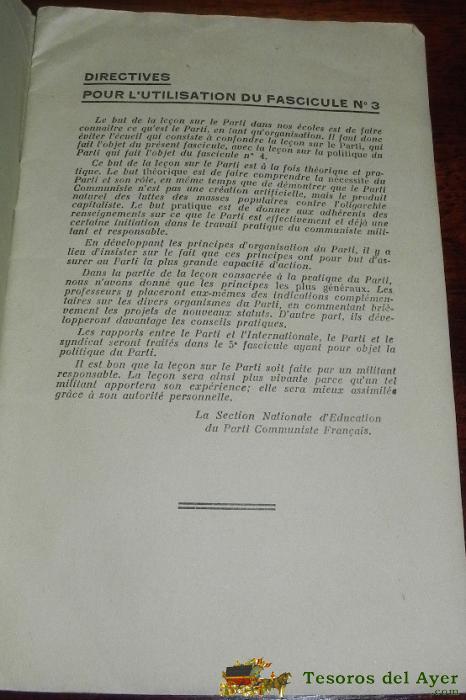 DIRECTIVES
POUR L'UTILISATION DU FASCICULE N° 3
Le but de la leçon sur le Parti dans nos écoles est de faire
connaître ce qu'est le Parti, en tant qu'organisation. Il faut donc
éviter l'écueil qui consiste à confondre la leçon sur le Parti, qui
fait l'objet du présent fascicule, avec la leçon sur la politique du
Parti qui fait l'objet du fascicule n° 4.
Ce but de la leçon sur le Parti est à la fois théorique et pra-
tique. Le but théorique est de faire comprendre la nécessité du
Parti et son rôle, en même temps que de démontrer que le Parti
Communiste n'est pas une création artificielle, mais le produit
naturel des luttes des masses populaires contre l'oligarchie
capitaliste. Le but pratique est de donner aux adhérents des
renseignements sur ce que le Parti est effectivement et déjà une
certaine initiation dans le travail pratique du communiste mili-
tant et responsable.
En développant les principes d'organisation du Parti, il y a
lieu d'insister sur le fait que ces principes ont pour but d'as-
surer au Parti la plus grande capacité d'action.
Dans la partie de la leçon consacrée à la pratique du Parti,
nous n'avons donné que les principes les plus généraux. Les
professeurs y placeront eux-mêmes des indications complémen-
taires sur les divers organismes du Parti, en commentant briè-
vement les projets de nouveaux statuts. D'autre part, ils déve-
lopperont davantage les conseils pratiques.
Les rapports entre le Parti et l'Internationale, le Parti et le
syndicat seront traités dans le 5e fascicule ayant pour objet la
politique du Parti.
Il est bon que la leçon sur le Parti soit faite par un militant
responsable. La leçon sera ainsi plus vivante parce qu'un tel
militant apportera son expérience; elle sera mieux assimilée
grâce à son autorité personnelle.
La Section Nationale d'Education
du Parti Communiste Français.
Tesoros del Ayer
.com